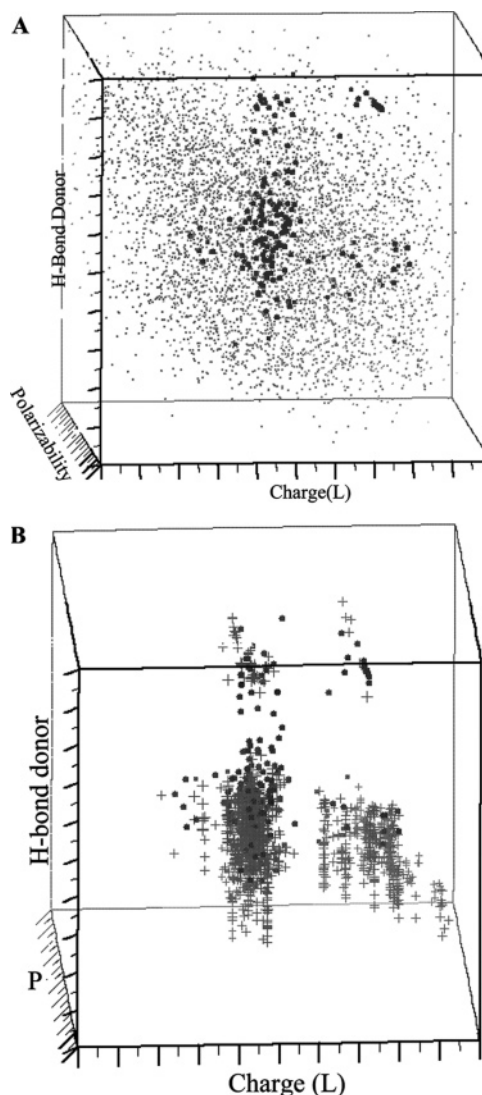 A
H-Bond Donor
Polarizability
Charge(L)
B
H-bond donor
P
Charge (L)